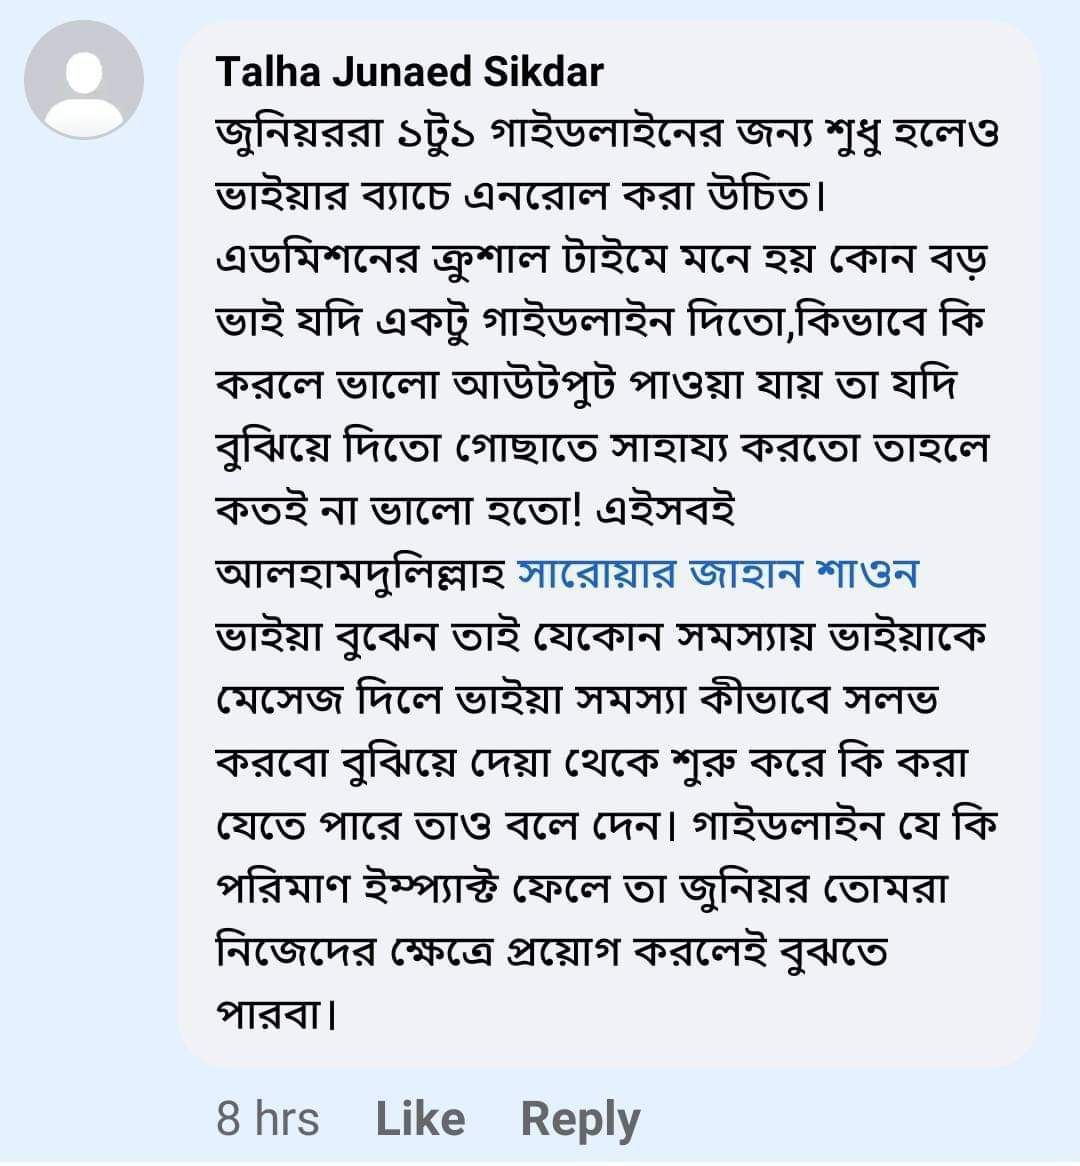 Talha Junaed Sikdar
জুনিয়ররা ১টু১ গাইডলাইনের জন্য শুধু হলেও
ভাইয়ার ব্যাচে এনরোল করা উচিত।
এডমিশনের ক্রুশাল টাইমে মনে হয় কোন বড়
ভাই যদি একটু গাইডলাইন দিতো,কিভাবে কি
করলে ভালো আউটপুট পাওয়া যায় তা যদি
বুঝিয়ে দিতো গোছাতে সাহায্য করতো তাহলে
কতই না ভালো হতো! এইসবই
আলহামদুলিল্লাহ সারোয়ার জাহান শাওন
ভাইয়া বুঝেন তাই যেকোন সমস্যায় ভাইয়াকে
মেসেজ দিলে ভাইয়া সমস্যা কীভাবে সলভ
করবো বুঝিয়ে দেয়া থেকে শুরু করে কি করা
যেতে পারে তাও বলে দেন। গাইডলাইন যে কি
পরিমাণ ইম্প্যাক্ট ফেলে তা জুনিয়র তোমরা
নিজেদের ক্ষেত্রে প্রয়োগ করলেই বুঝতে
পারবা।
8 hrs Like Reply